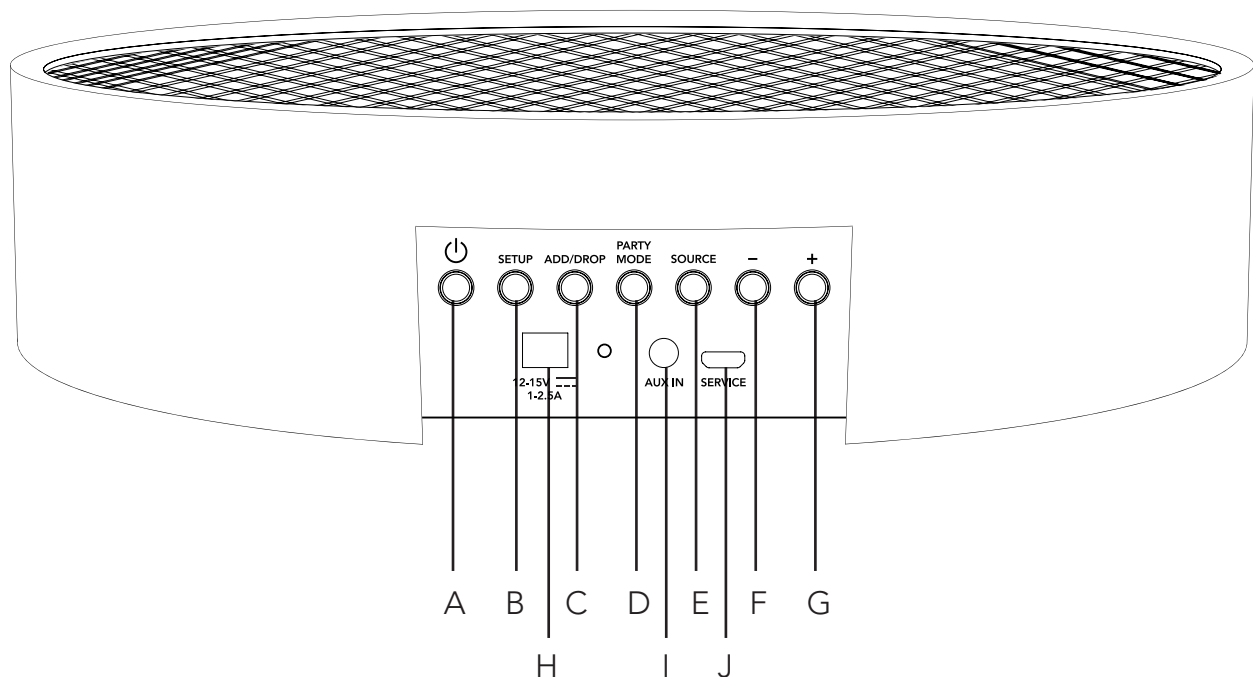 PARTY
SETUP ADD/DROP MODE SOURCE − +
12-15V
1-2.5A
AUX IN SERVICE
A B C D E F G
H I J